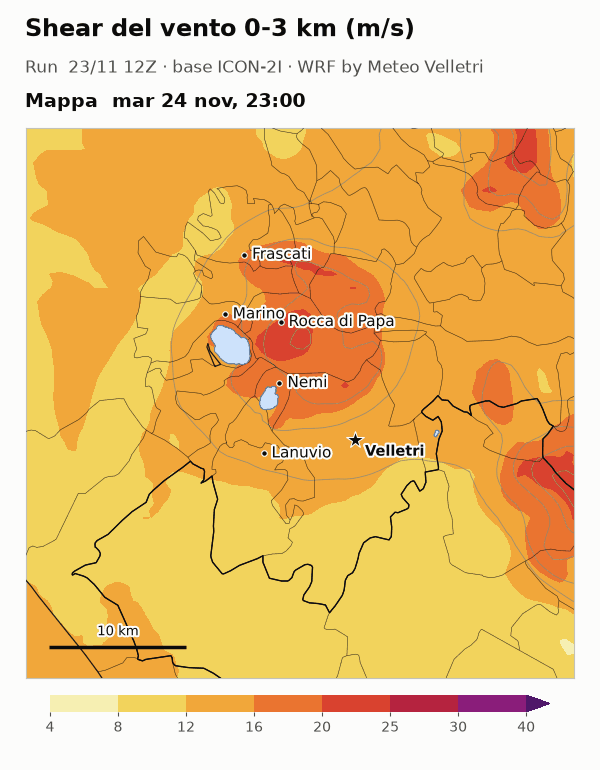 Shear del vento 0-3 km (m/s)
Run  23/11 12Z · base ICON-2I · WRF by Meteo Velletri
Mappa  mar 24 nov, 23:00
Frascati
Marino
Rocca di Papa
Nemi
Velletri
Lanuvio
10 km
4 8 12 16 20 25 30 40